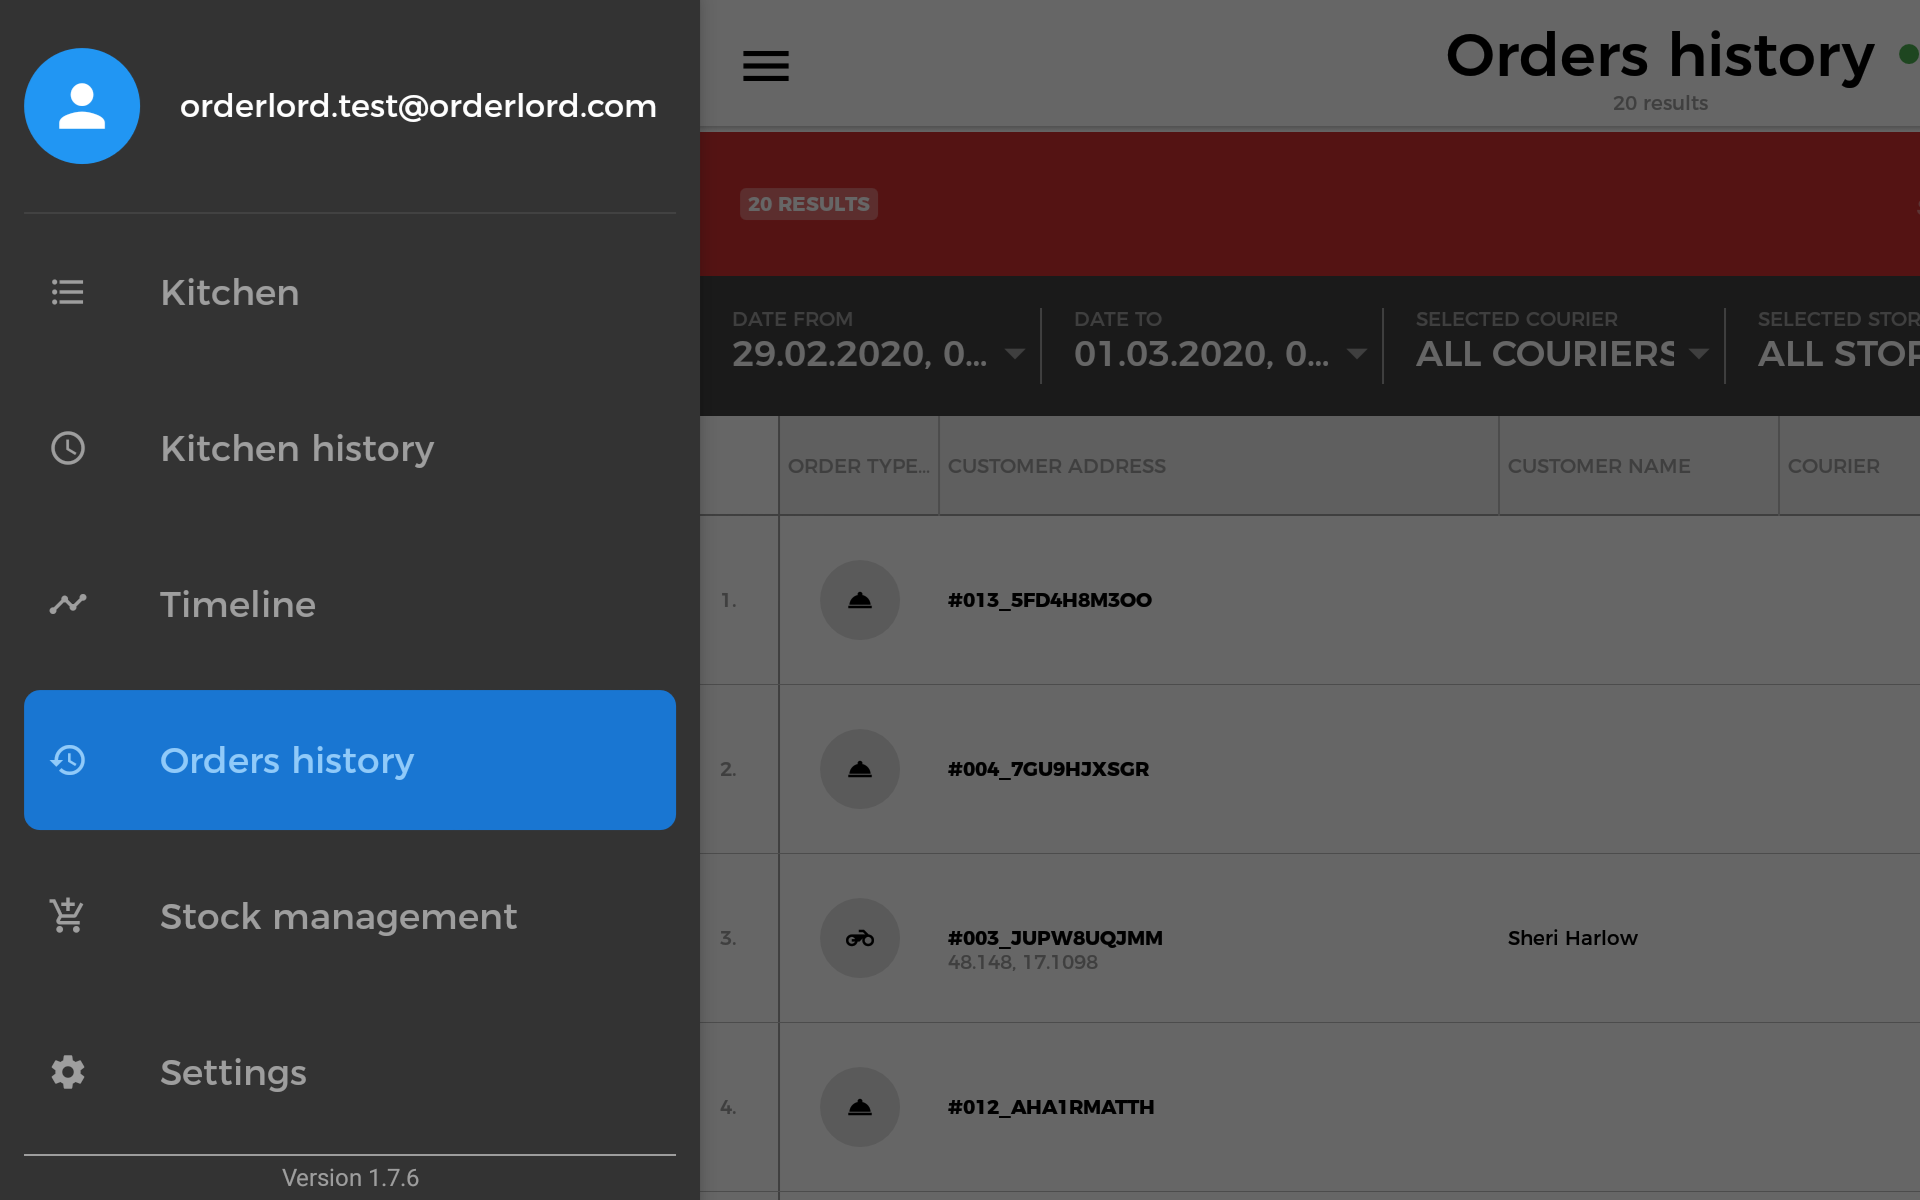 orderlord.test@orderlord.com
Kitchen
Kitchen history
Timeline
Orders history
Stock management
Settings
Version 1.7.6
Orders history
20 results
20 RESULTS
DATE FROM
29.02.2020, 0...
DATE TO
01.03.2020, 0...
SELECTED COURIER
ALL COURIERS
SELECTED STOR
ALL STOR
ORDER TYPE...
CUSTOMER ADDRESS
CUSTOMER NAME
COURIER
1.
#013_5FD4H8M3OO
2.
#004_7GU9HJXSGR
3.
#003_JUPW8UQJMM
48.148, 17.1098
Sheri Harlow
4.
#012_AHA1RMATTH